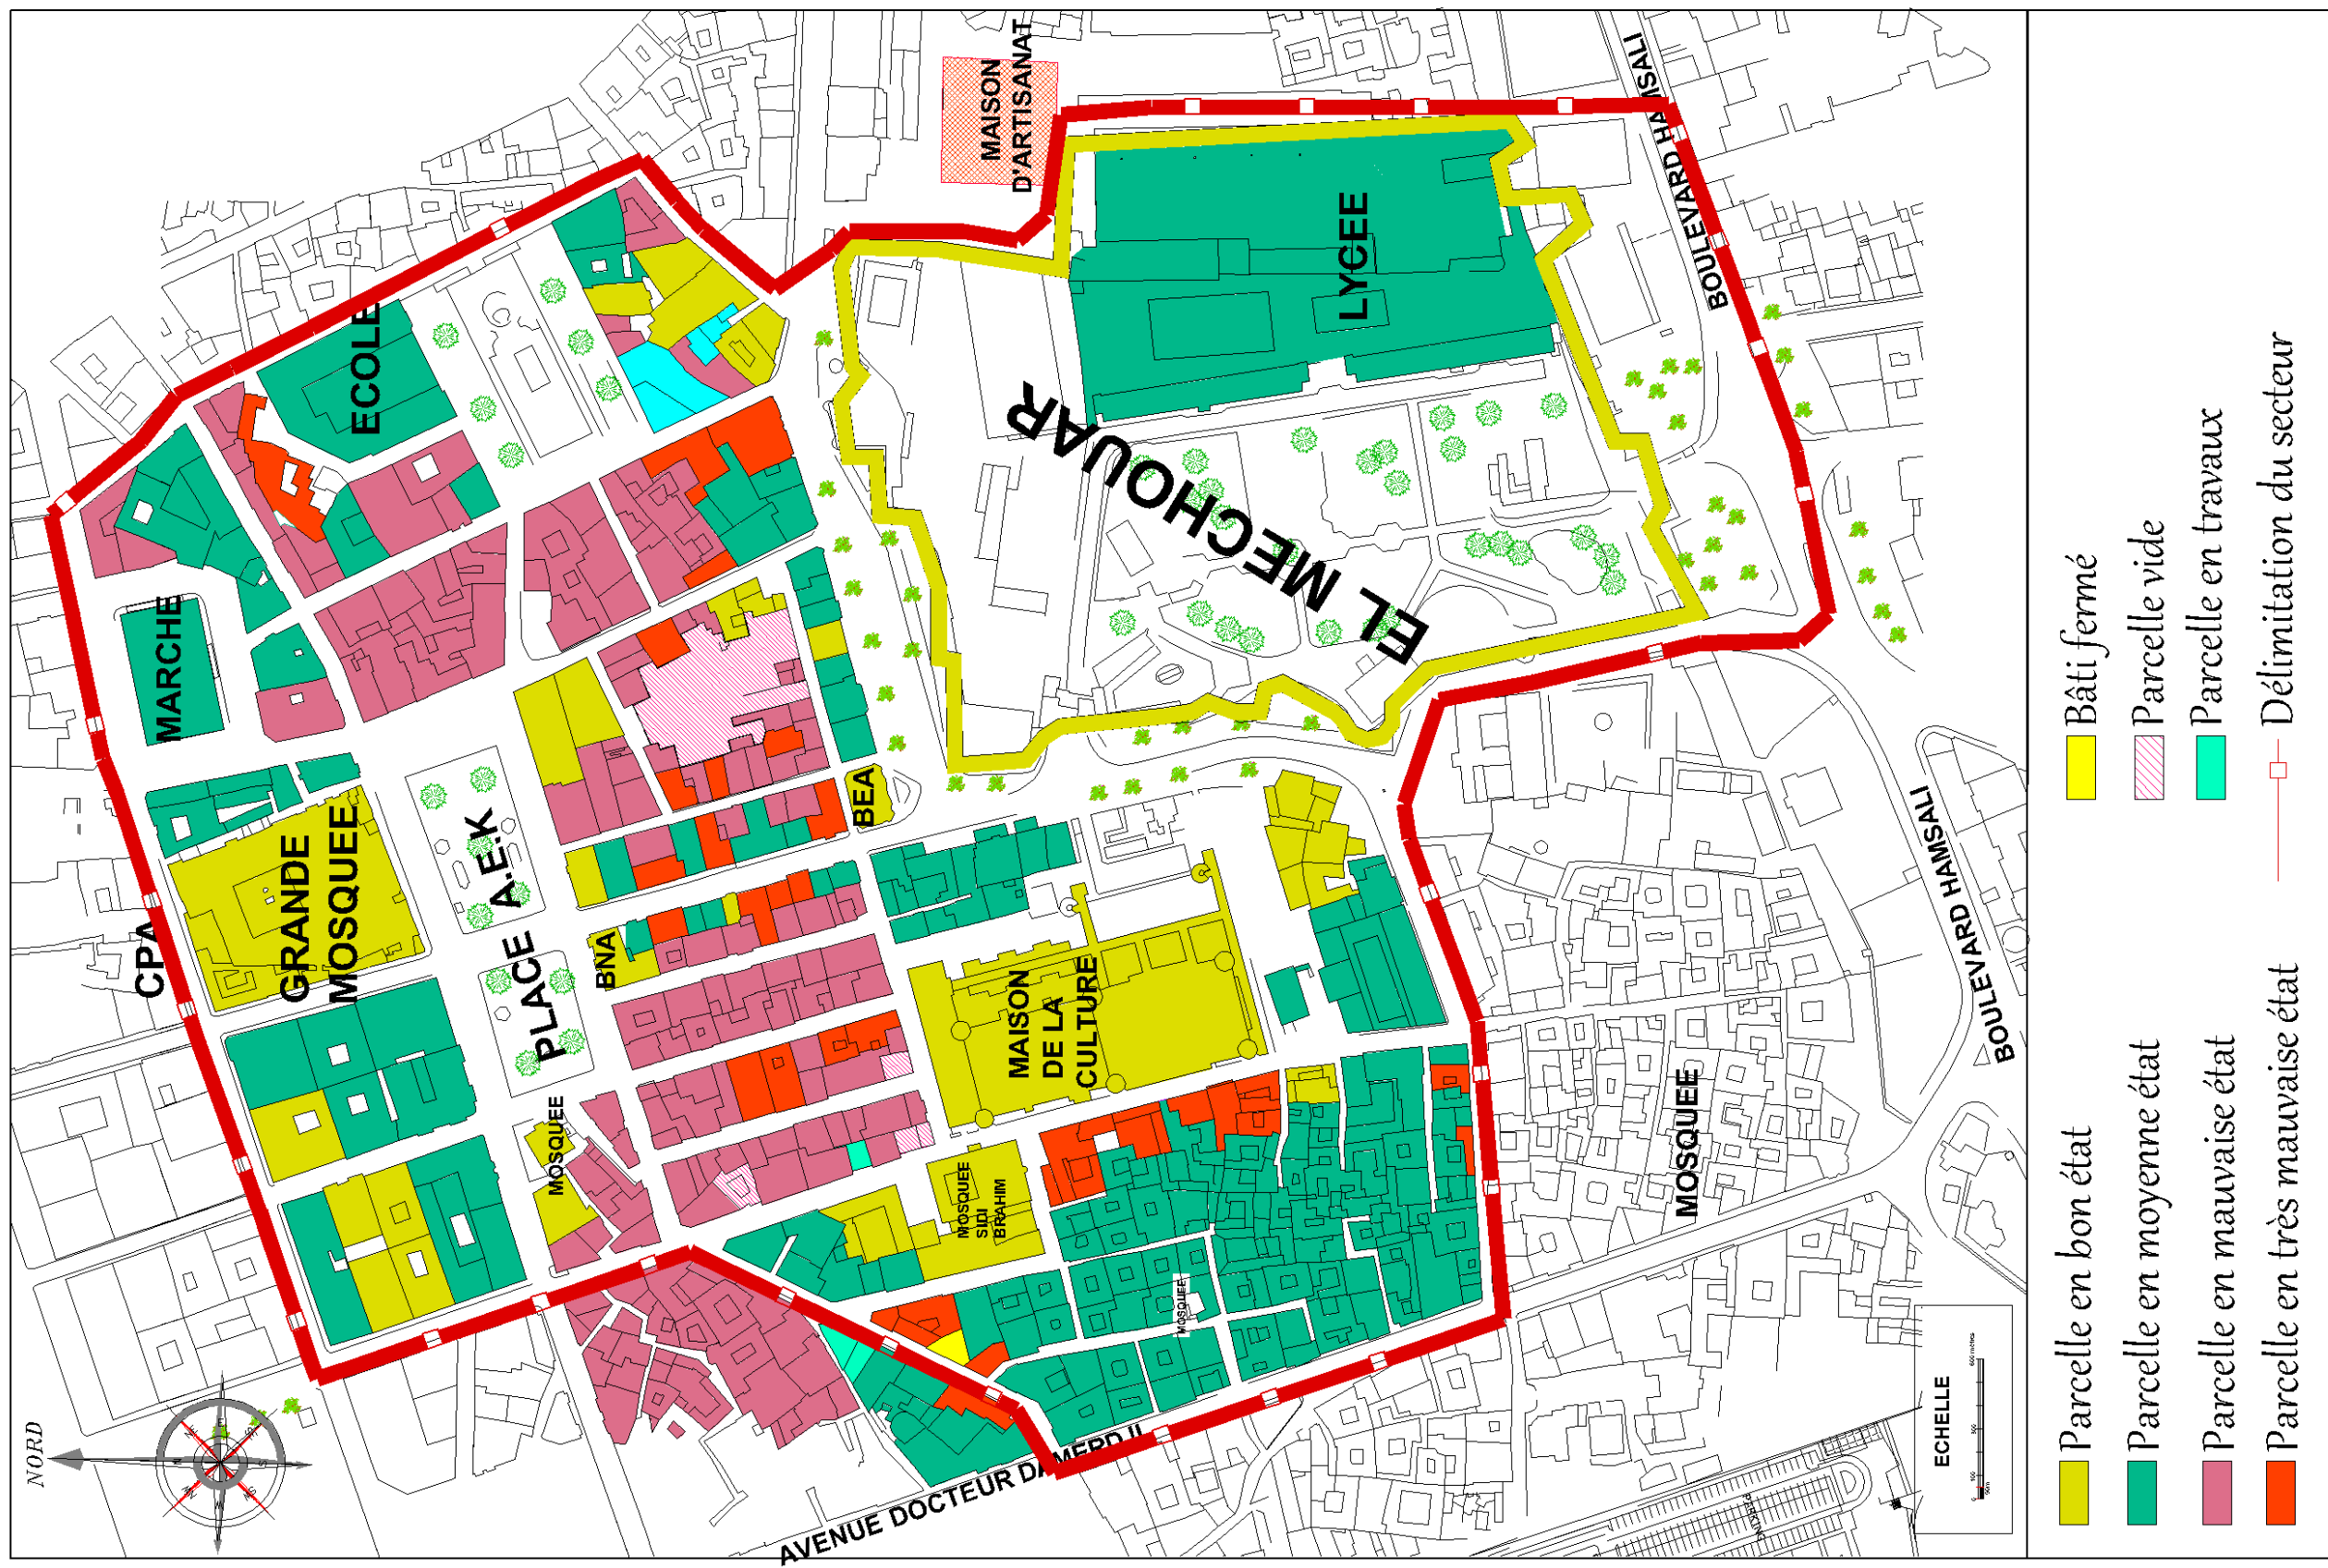 NORD
MAISON
D'ARTISANAT
BOULEVARD HAMSALI
ECOLE
LYCEE
MARCHE
EL MECHOUAR
GRANDE
MOSQUEE
CPA
PLACE A.E.K
BEA
BNA
MAISON
DE LA
CULTURE
MOSQUEE
MOSQUEE
SIDI
BRAHIM
MOSQUEE
MOSQUEE
BOULEVARD HAMSALI
AVENUE DOCTEUR DAMERDJI
PARKING
ECHELLE
Parcelle en bon état
Parcelle en moyenne état
Parcelle en mauvaise état
Parcelle en très mauvaise état
Bâti fermé
Parcelle vide
Parcelle en travaux
Délimitation du secteur